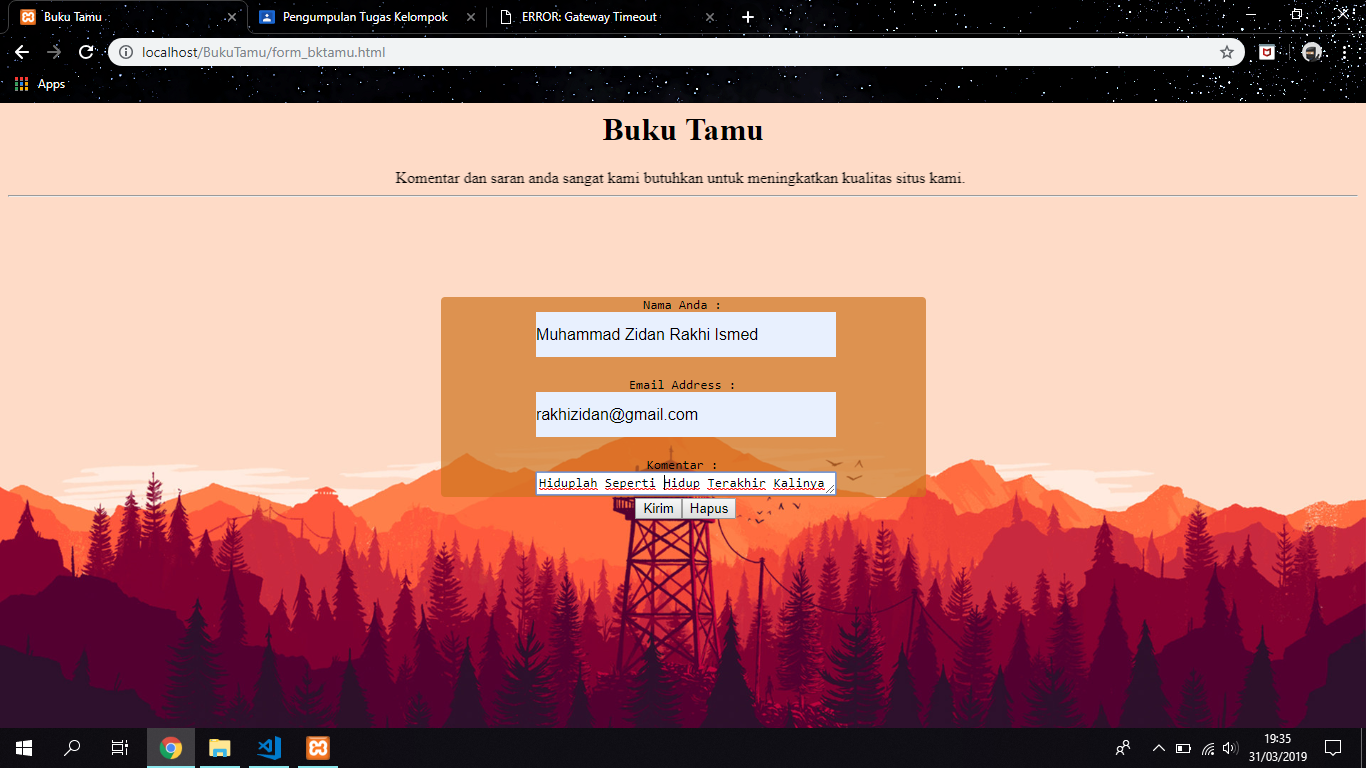 Buku Tamu
Pengumpulan Tugas Kelompok
ERROR: Gateway Timeout
localhost/BukuTamu/form_bktamu.html
Apps
Buku Tamu
Komentar dan saran anda sangat kami butuhkan untuk meningkatkan kualitas situs kami.
Nama Anda :
Muhammad Zidan Rakhi Ismed
Email Address :
rakhizidan@gmail.com
Komentar :
Hiduplah Seperti Hidup Terakhir Kalinya
Kirim Hapus
19:35
31/03/2019